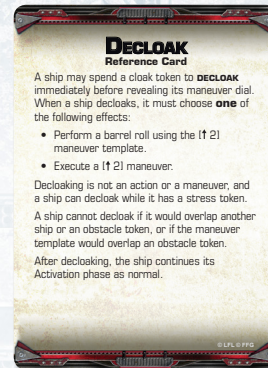 DECLOAK
Reference Card
A ship may spend a cloak token to DECLOAK
immediately before revealing its maneuver dial.
When a ship decloaks, it must choose one of
the following effects:
• Perform a barrel roll using the (↑ 2)
maneuver template.
• Execute a (↑ 2) maneuver.
Decloaking is not an action or a maneuver, and
a ship can decloak while it has a stress token.
A ship cannot decloak if it would overlap another
ship or an obstacle token, or if the maneuver
template would overlap an obstacle token.
After decloaking, the ship continues its
Activation phase as normal.
© LFL © FFG